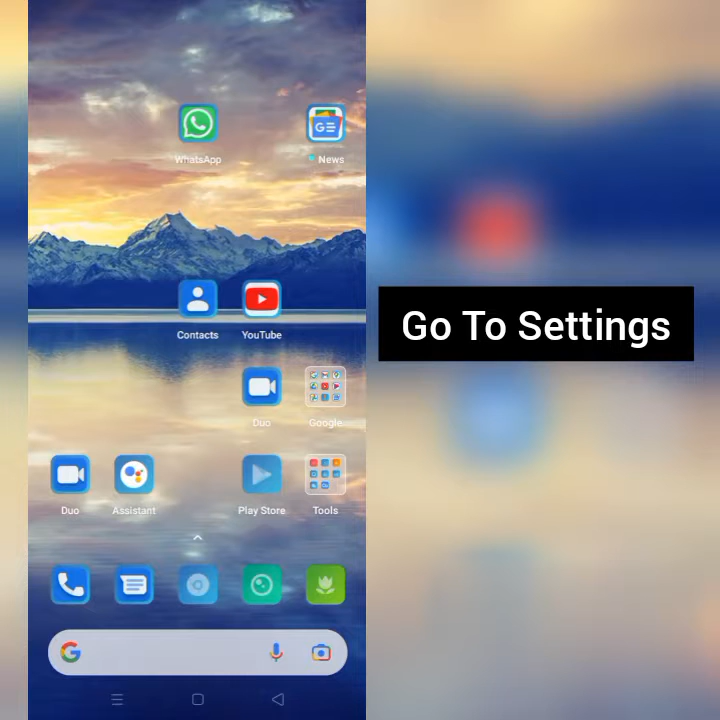 WhatsApp
News
Contacts
YouTube
Duo
Google
Duo
Assistant
Play Store
Tools
Go To Settings